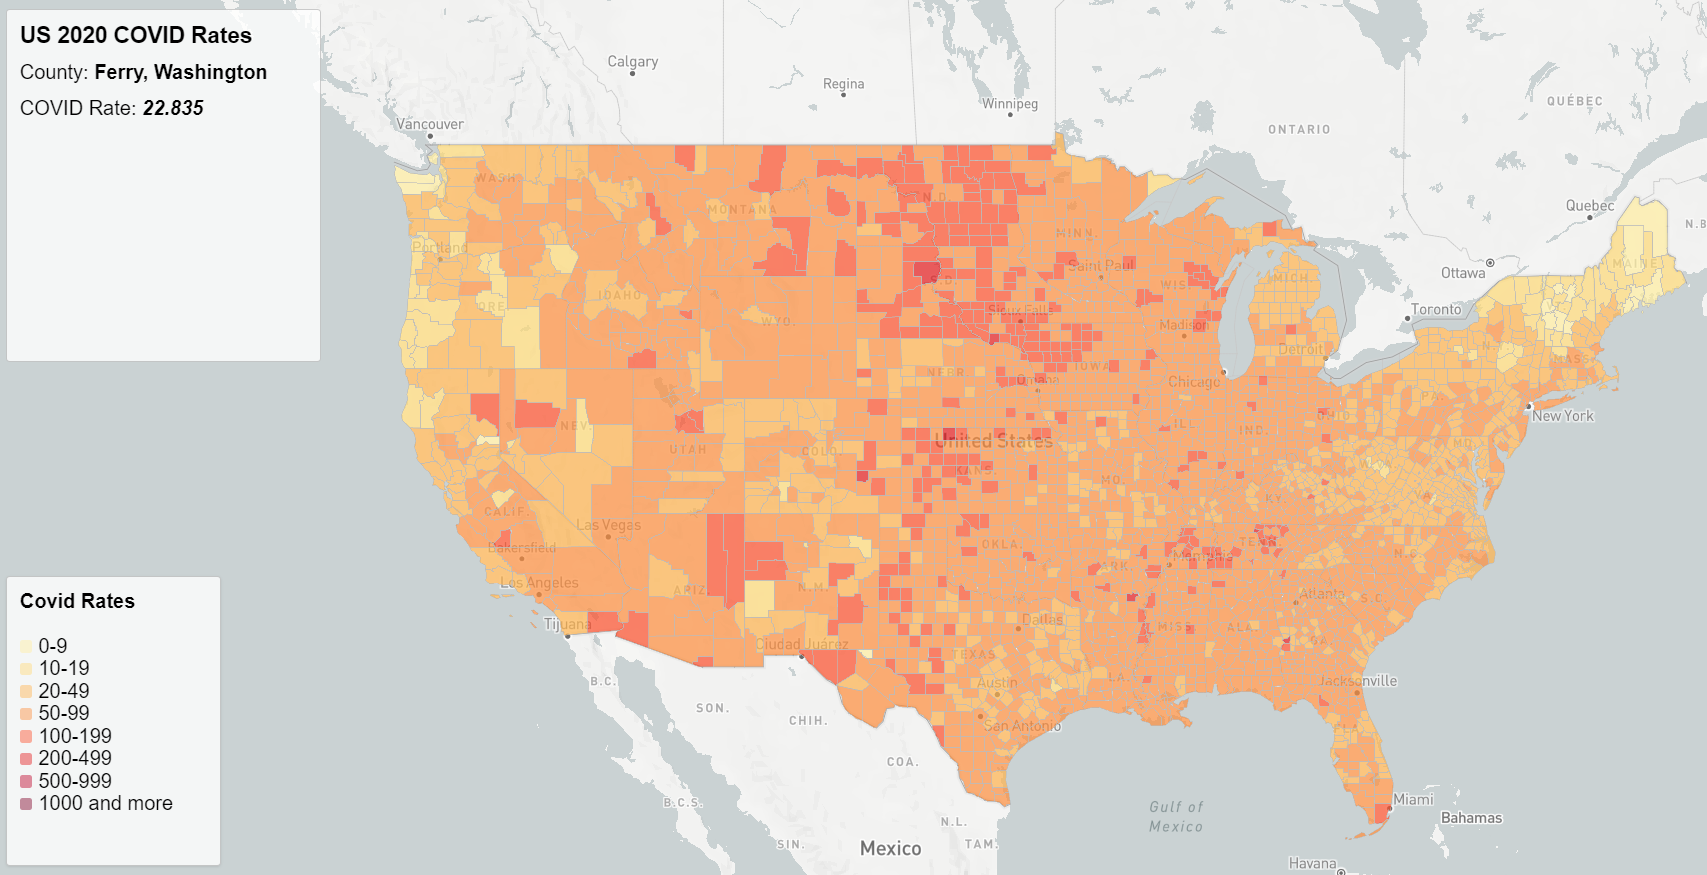 US 2020 COVID Rates
County: Ferry, Washington
COVID Rate: 22.835
Covid Rates
0-9
10-19
20-49
50-99
100-199
200-499
500-999
1000 and more
Calgary
Regina
Winnipeg
Vancouver
ONTARIO
QUÉBEC
Quebec
N.B
Ottawa
Toronto
WASH.
Portland
ORE
MONTANA
IDAHO
WYO.
N.D.
S.D.
MINN.
Saint Paul
WIS.
Sioux Falls
Madison
MICH.
Detroit
MAINE
MASS.
NEBR.
Omaha
IOWA
Chicago
New York
PA.
OHIO
MD.
NEV.
UTAH
COLO.
United States
KANS.
MO.
ILL.
IND.
KY.
VA.
CALIF.
Las Vegas
Bakersfield
Los Angeles
Tijuana
ARIZ.
N.M.
OKLA.
ARK.
Memphis
TENN.
N.C.
Atlanta
S.C.
Ciudad Juárez
Dallas
TEXAS
MISS.
ALA.
GA.
LA.
Austin
San Antonio
Jacksonville
FLA.
B.C.
SON.
CHIH.
COA.
B.C.S.
N.L.
SIN.
TAM.
Mexico
Gulf of
Mexico
Miami
Bahamas
Havana